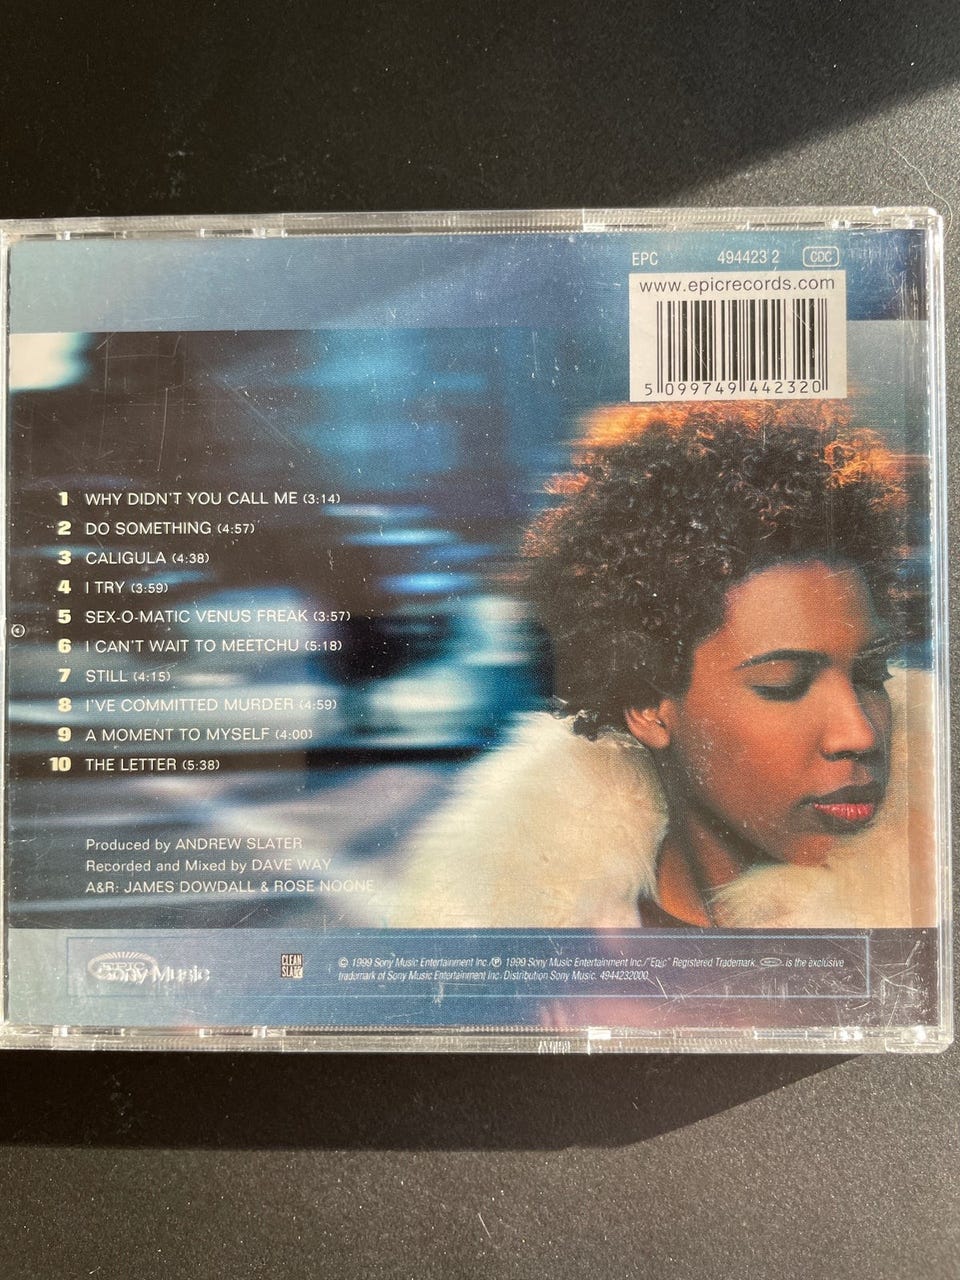 EPC 494423 2 CDC
www.epicrecords.com
5 099749 442320
1 WHY DIDN'T YOU CALL ME (3:14)
2 DO SOMETHING (4:57)
3 CALIGULA (4:38)
4 I TRY (3:59)
5 SEX-O-MATIC VENUS FREAK (3:57)
6 I CAN'T WAIT TO MEETCHU (5:18)
7 STILL (4:15)
8 I'VE COMMITTED MURDER (4:59)
9 A MOMENT TO MYSELF (4:00)
10 THE LETTER (5:38)
Produced by ANDREW SLATER
Recorded and Mixed by DAVE WAY
A&R: JAMES DOWDALL & ROSE NOONE
Sony Music
CLEAN
SLATE
© 1999 Sony Music Entertainment Inc./℗ 1999 Sony Music Entertainment Inc./"Epic" Registered Trademark. is the exclusive
trademark of Sony Music Entertainment Inc. Distribution Sony Music. 4944232000